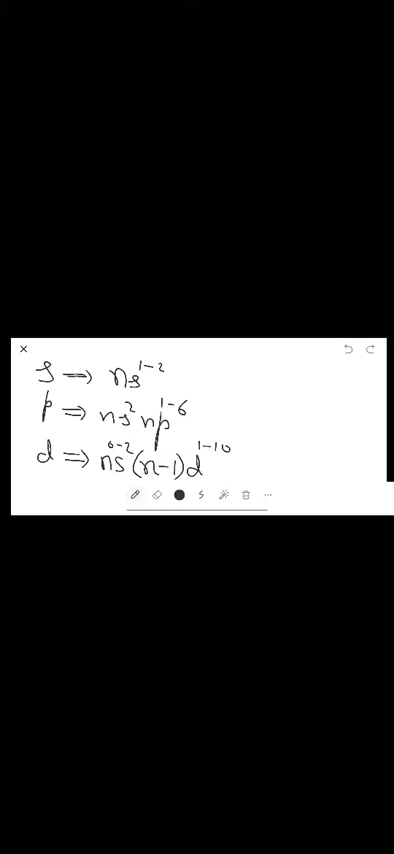 s ⇒ ns¹⁻²
p ⇒ ns² np¹⁻⁶
d ⇒ ns⁰⁻² (n-1)d¹⁻¹⁰